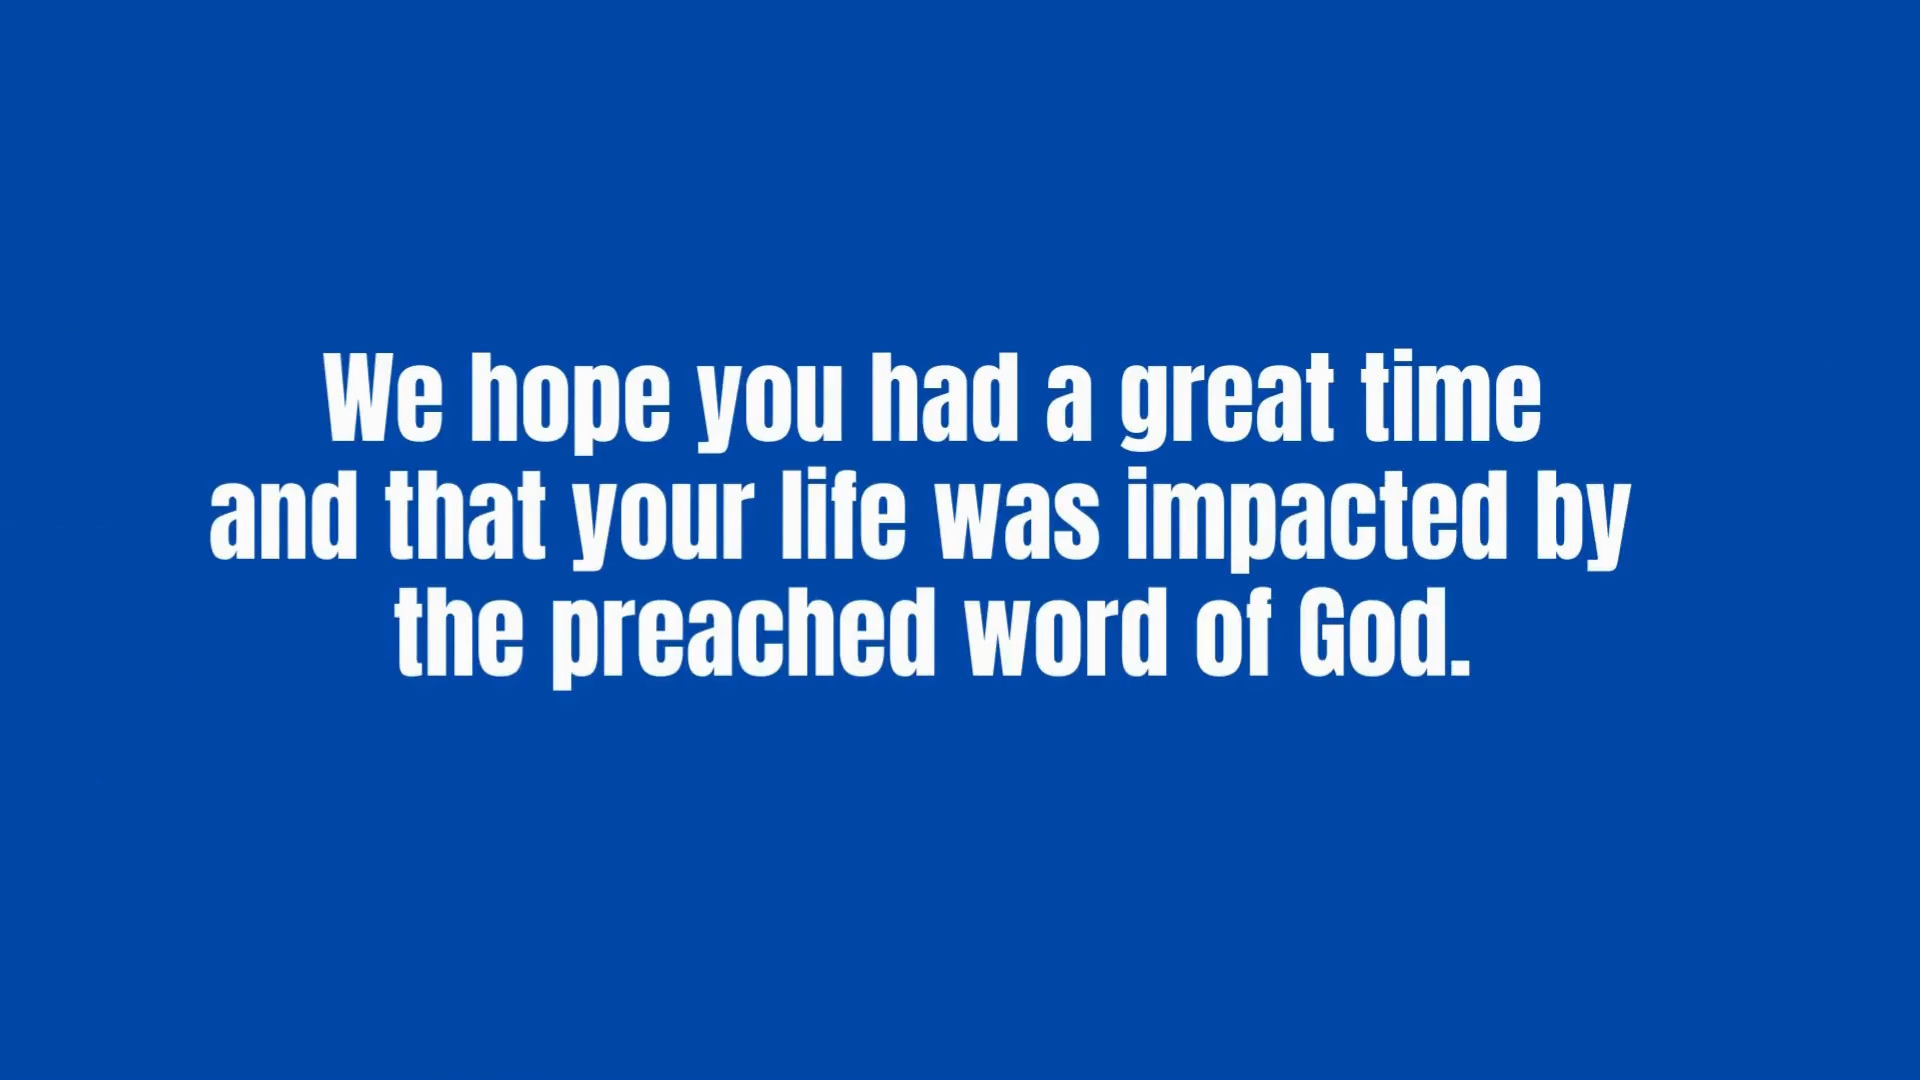 We hope you had a great time
and that your life was impacted by
the preached word of God.